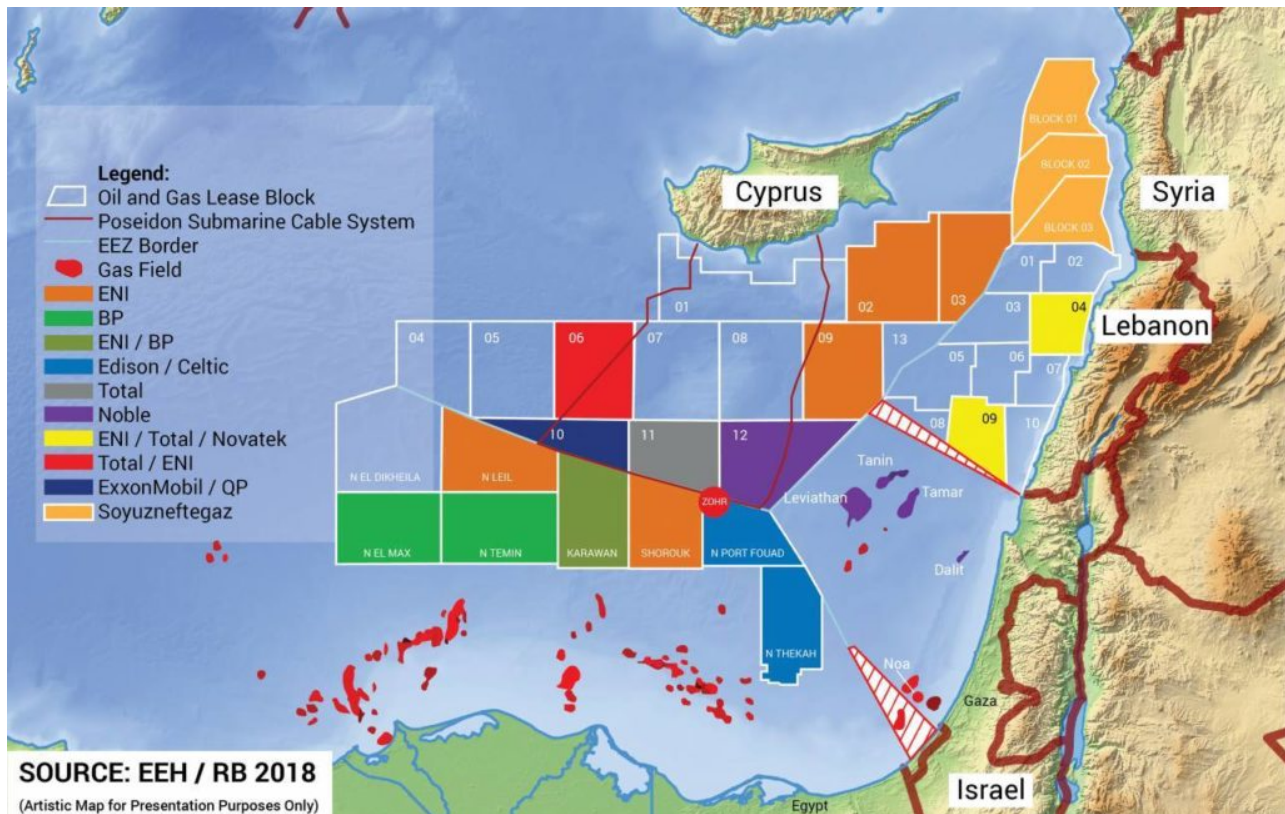 Legend:
Oil and Gas Lease Block
Poseidon Submarine Cable System
EEZ Border
Gas Field
ENI
BP
ENI / BP
Edison / Celtic
Total
Noble
ENI / Total / Novatek
Total / ENI
ExxonMobil / QP
Soyuzneftegaz
BLOCK 01
BLOCK 02
BLOCK 03
Cyprus
Syria
Lebanon
01
02
03
01
02
03
04
04
05
06
07
08
09
13
05
06
07
08
09
10
10
11
12
N EL DIKHEILA
N LEIL
ZOHR
Tanin
Leviathan
Tamar
N EL MAX
N TEMIN
KARAWAN
SHOROUK
N PORT FOUAD
Dalit
N THEKAH
Noa
Gaza
SOURCE: EEH / RB 2018
(Artistic Map for Presentation Purposes Only)
Egypt
Israel